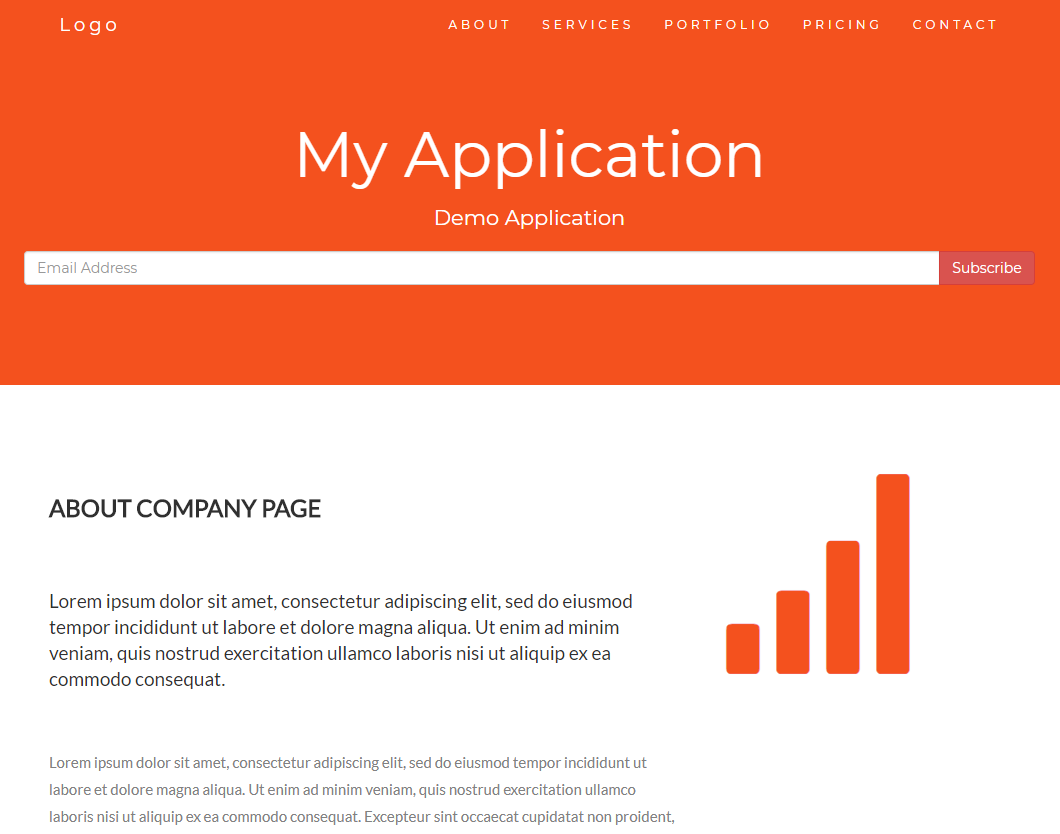 Logo
ABOUT SERVICES PORTFOLIO PRICING CONTACT
My Application
Demo Application
Email Address
Subscribe
ABOUT COMPANY PAGE
Lorem ipsum dolor sit amet, consectetur adipiscing elit, sed do eiusmod
tempor incididunt ut labore et dolore magna aliqua. Ut enim ad minim
veniam, quis nostrud exercitation ullamco laboris nisi ut aliquip ex ea
commodo consequat.
Lorem ipsum dolor sit amet, consectetur adipiscing elit, sed do eiusmod tempor incididunt ut
labore et dolore magna aliqua. Ut enim ad minim veniam, quis nostrud exercitation ullamco
laboris nisi ut aliquip ex ea commodo consequat. Excepteur sint occaecat cupidatat non proident,